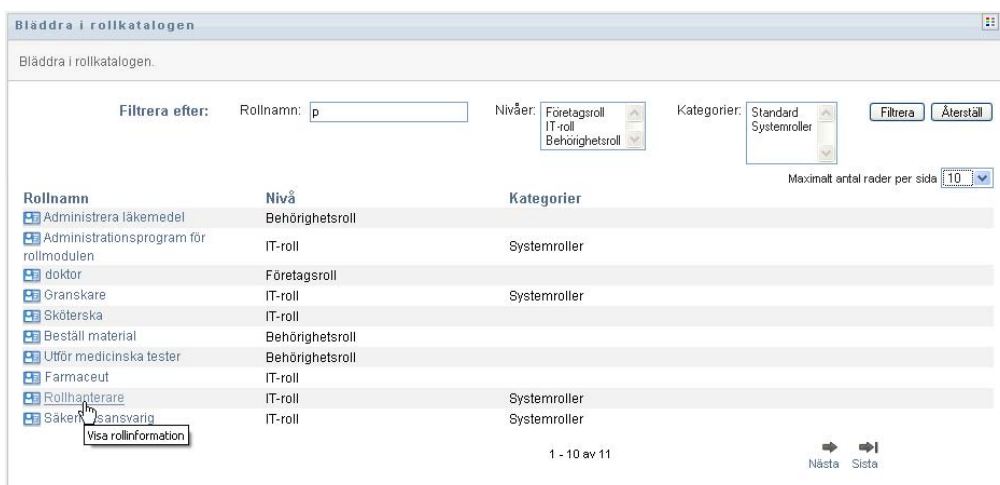 Bläddra i rollkatalogen
Bläddra i rollkatalogen.
Filtrera efter: Rollnamn: p Nivåer: Företagsroll IT-roll Behörighetsroll Kategorier: Standard Systemroller Filtrera Återställ
Maximalt antal rader per sida 10
Rollnamn Nivå Kategorier
Administrera läkemedel Behörighetsroll
Administrationsprogram för rollmodulen IT-roll Systemroller
doktor Företagsroll
Granskare IT-roll Systemroller
Sköterska IT-roll
Beställ material Behörighetsroll
Utför medicinska tester Behörighetsroll
Farmaceut IT-roll
Rollhanterare IT-roll Systemroller
IT-roll Systemroller
Visa rollinformation
1 - 10 av 11 Nästa Sista